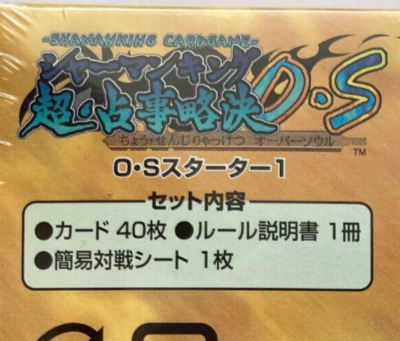 -SHAMANKING CARDGAME-
シャーマンキング
超・占事略決 O・S
ちょう・せんじりゃっけつ オーバーソウル
TM
O・Sスターター1
セット内容
●カード 40枚 ●ルール説明書 1冊
●簡易対戦シート 1枚